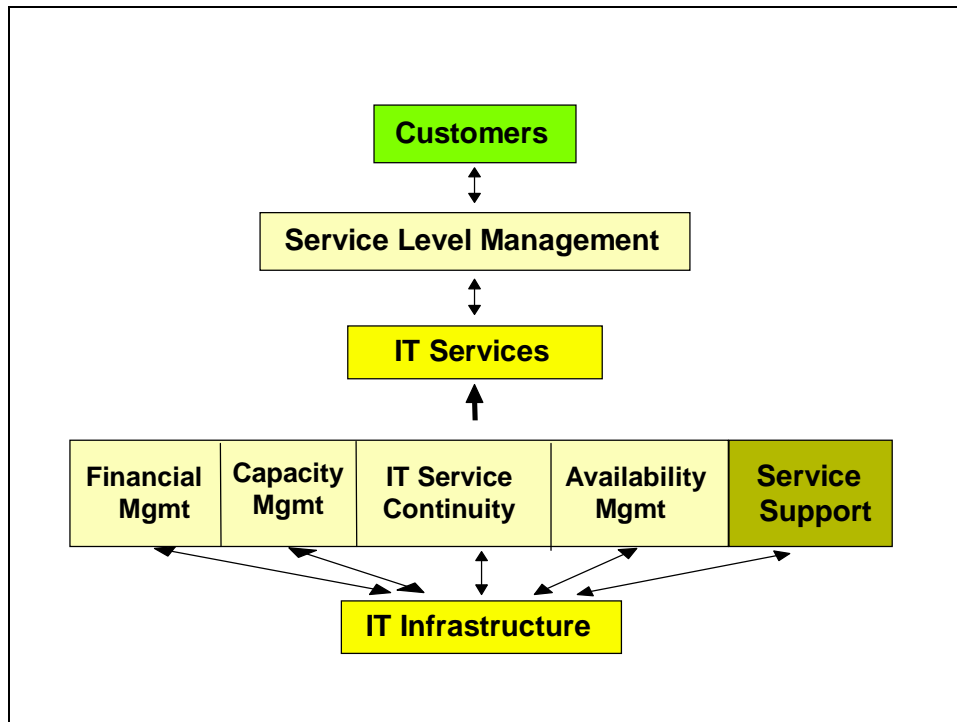 Customers
Service Level Management
IT Services
Financial
Mgmt
Capacity
Mgmt
IT Service
Continuity
Availability
Mgmt
Service
Support
IT Infrastructure